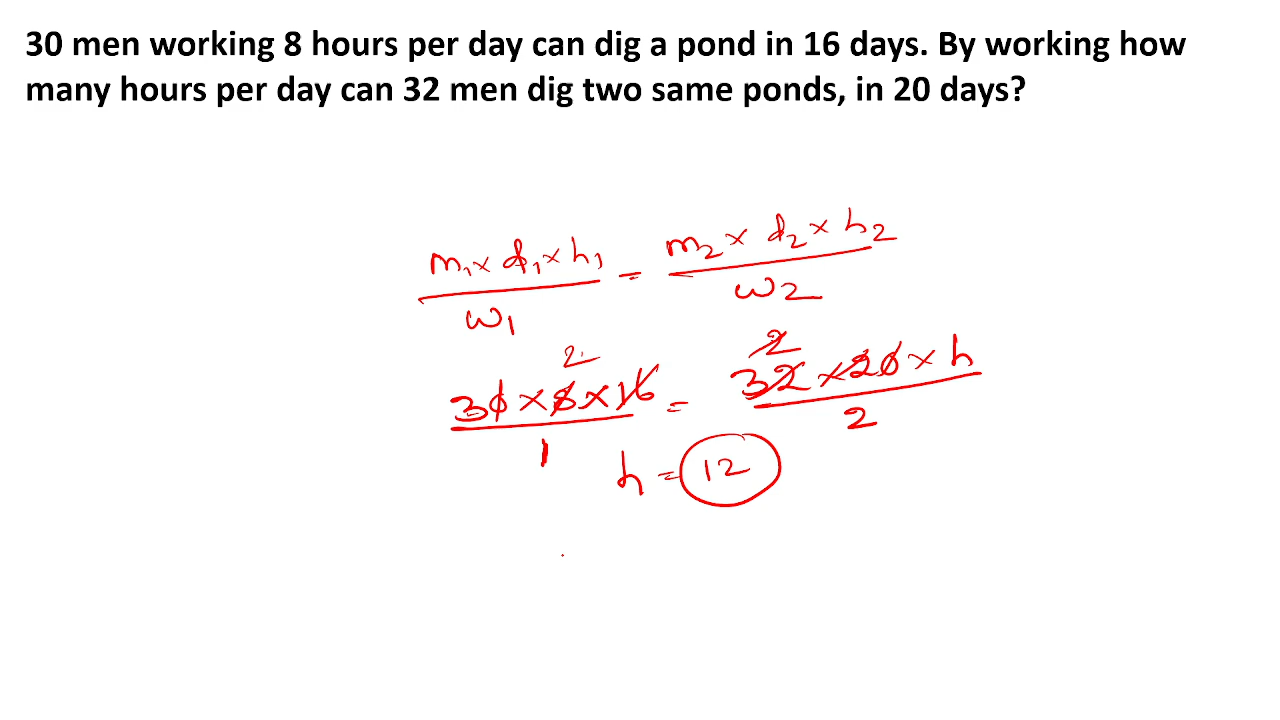 30 men working 8 hours per day can dig a pond in 16 days. By working how
many hours per day can 32 men dig two same ponds, in 20 days?
m₁ × d₁ × h₁ / w₁ = m₂ × d₂ × h₂ / w₂
2 2
30 × 8 × 16 / 1 = 32 × 20 × h / 2
h = 12